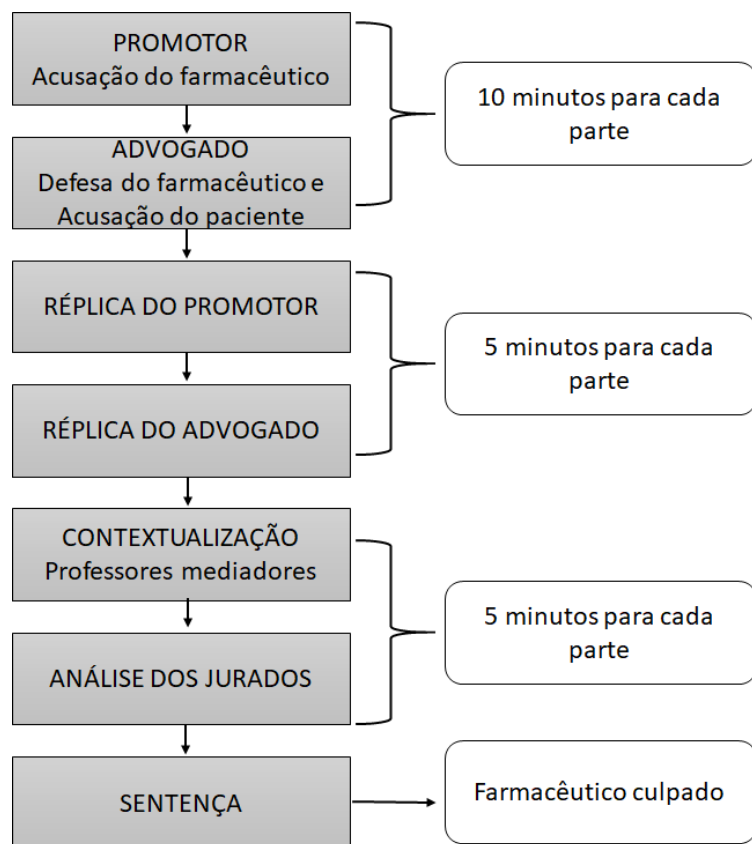 PROMOTOR
Acusação do farmacêutico
10 minutos para cada
parte
ADVOGADO
Defesa do farmacêutico e
Acusação do paciente
RÉPLICA DO PROMOTOR
5 minutos para cada
parte
RÉPLICA DO ADVOGADO
CONTEXTUALIZAÇÃO
Professores mediadores
5 minutos para cada
parte
ANÁLISE DOS JURADOS
SENTENÇA
Farmacêutico culpado